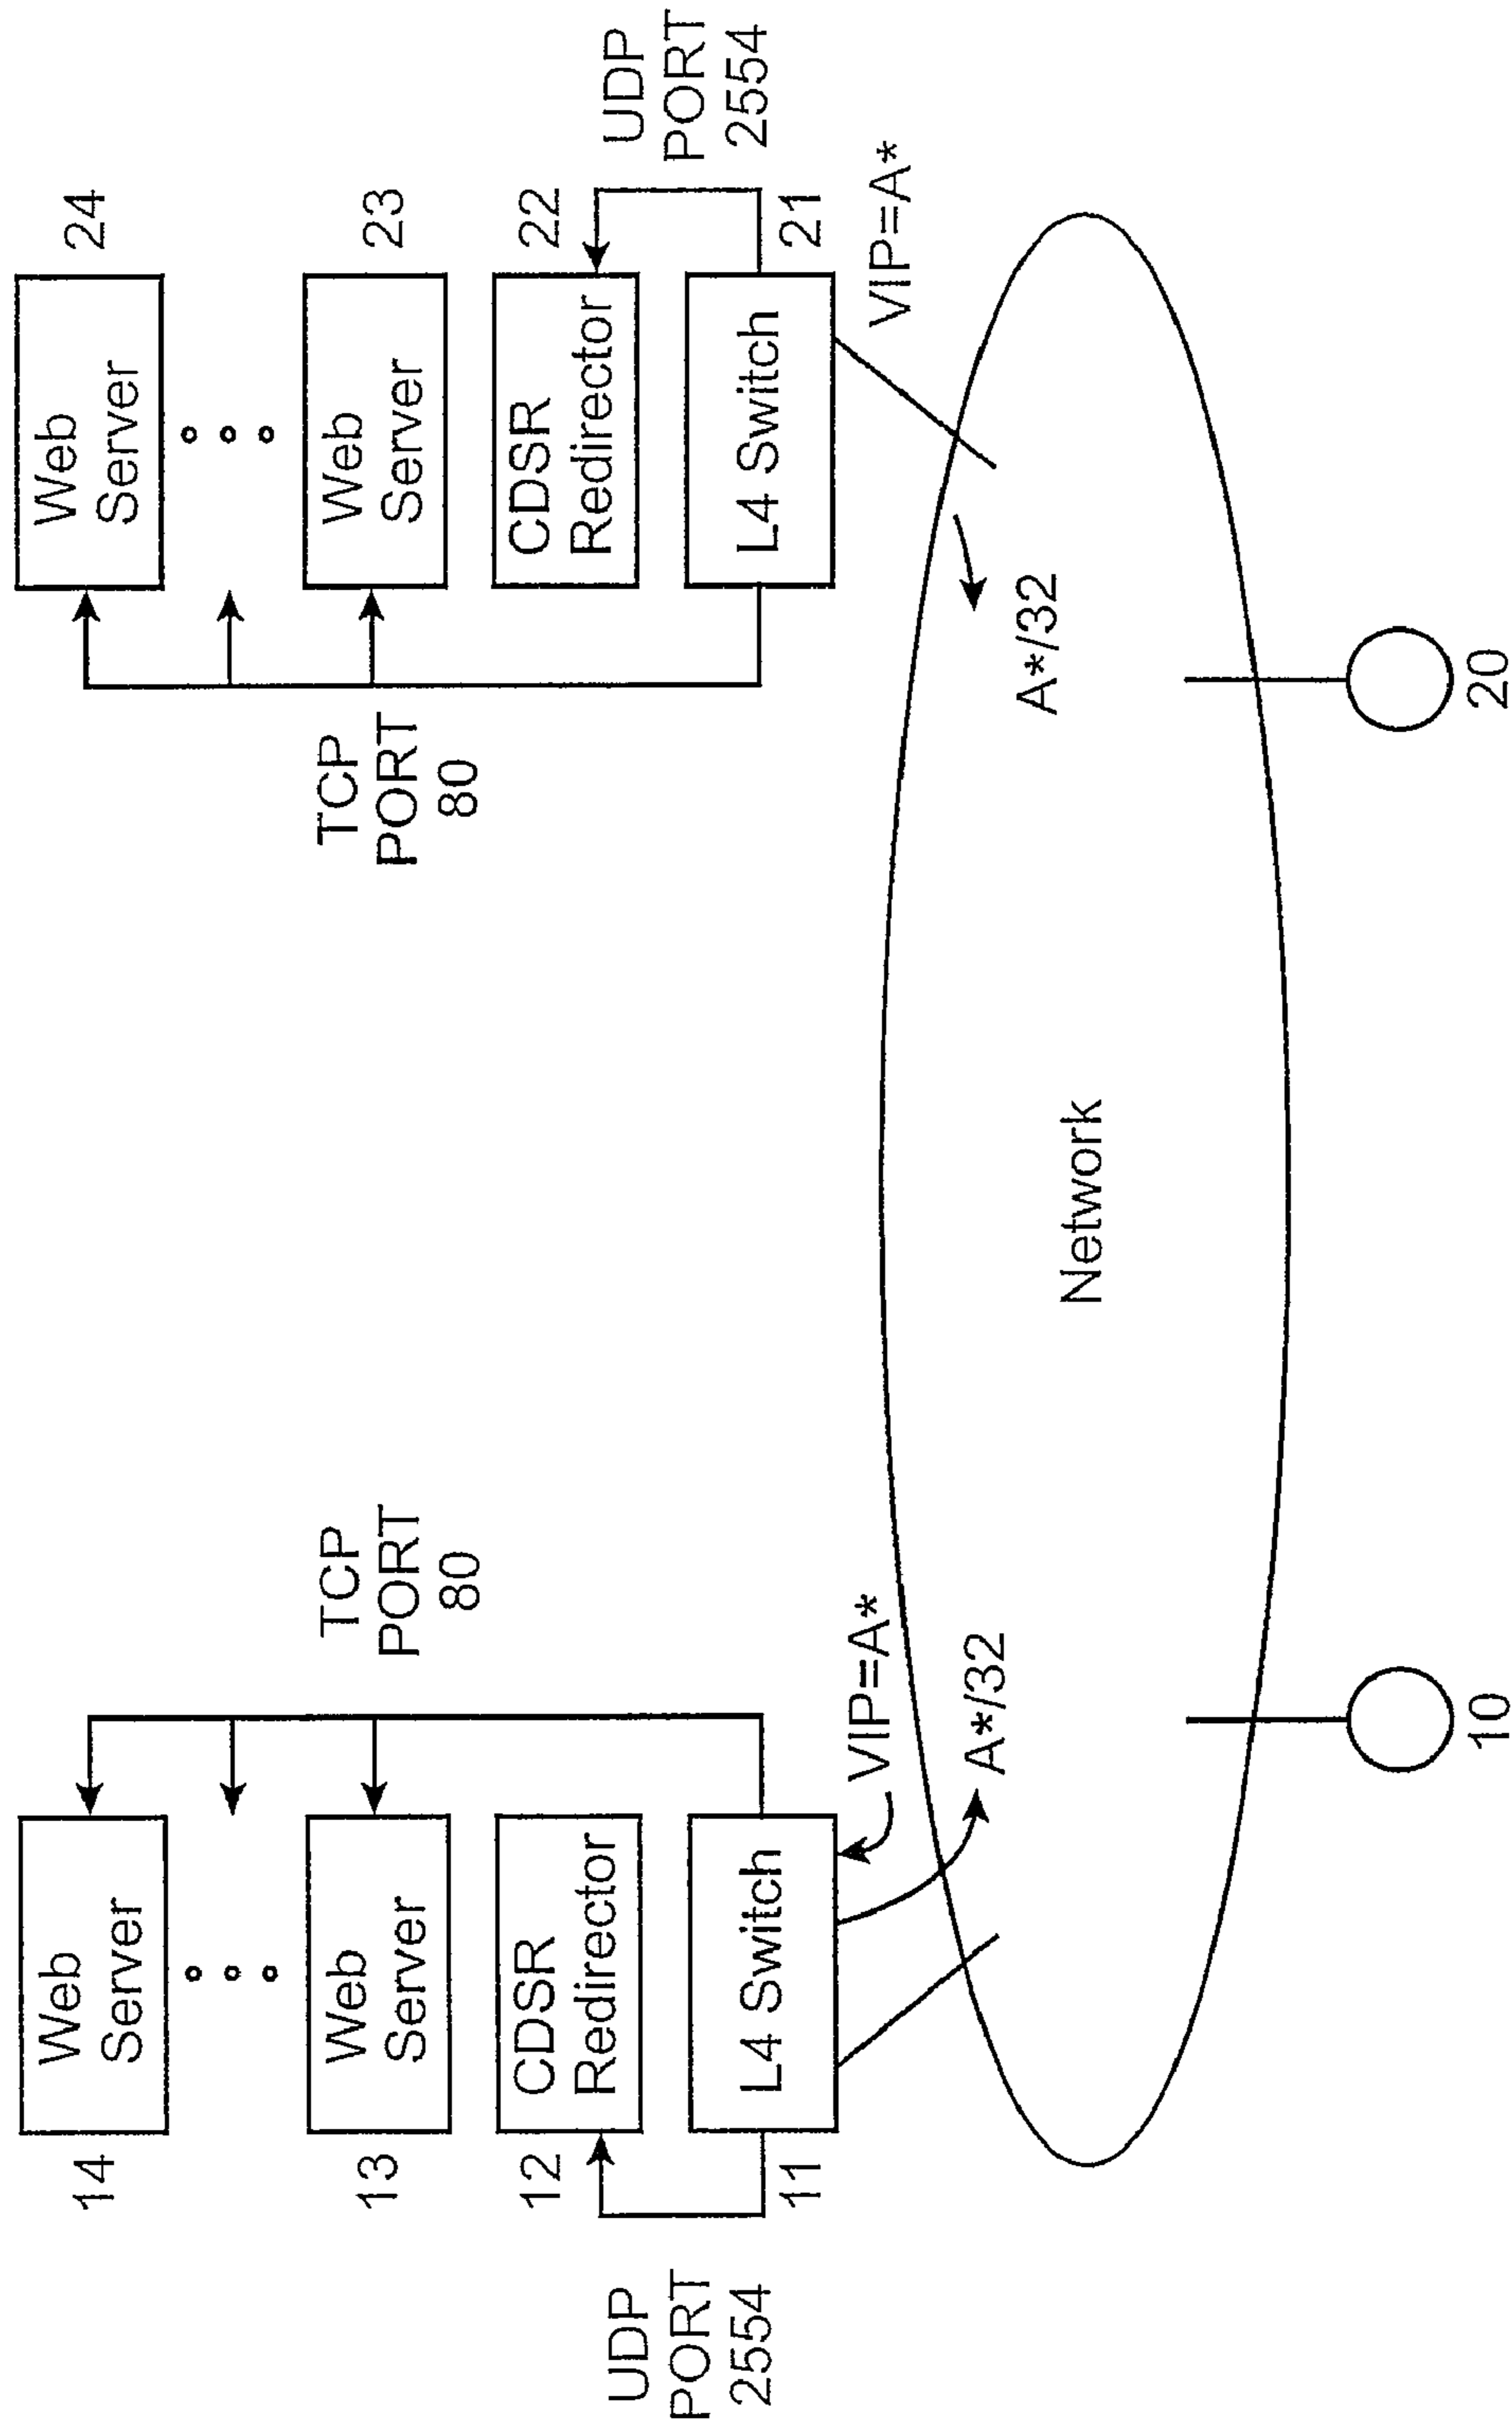 14
Web
Server
13
Web
Server
12
CDSR
Redirector
11
L4 Switch
UDP
PORT
2554
TCP
PORT
80
VIP=A*
A*/32
24
Web
Server
23
Web
Server
22
CDSR
Redirector
21
L4 Switch
TCP
PORT
80
UDP
PORT
2554
VIP=A*
A*/32
Network
10
20